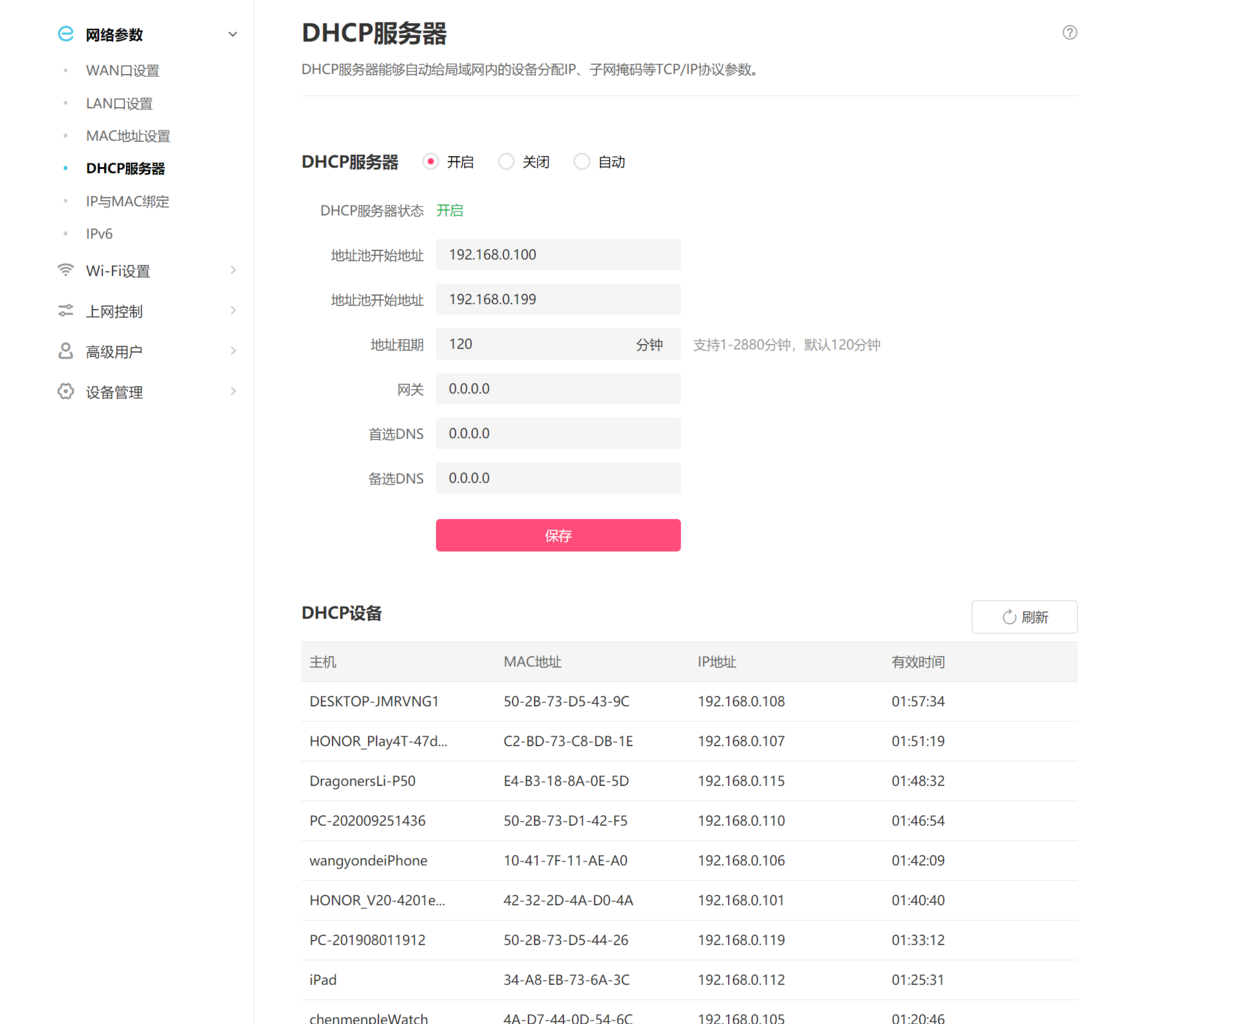 网络参数
WAN口设置
LAN口设置
MAC地址设置
DHCP服务器
IP与MAC绑定
IPv6
Wi-Fi设置
上网控制
高级用户
设备管理
DHCP服务器
DHCP服务器能够自动给局域网内的设备分配IP、子网掩码等TCP/IP协议参数。
DHCP服务器 开启 关闭 自动
DHCP服务器状态 开启
地址池开始地址 192.168.0.100
地址池开始地址 192.168.0.199
地址租期 120 分钟 支持1-2880分钟，默认120分钟
网关 0.0.0.0
首选DNS 0.0.0.0
备选DNS 0.0.0.0
保存
DHCP设备 刷新
主机 MAC地址 IP地址 有效时间
DESKTOP-JMRVNG1 50-2B-73-D5-43-9C 192.168.0.108 01:57:34
HONOR_Play4T-47d... C2-BD-73-C8-DB-1E 192.168.0.107 01:51:19
DragonersLi-P50 E4-B3-18-8A-0E-5D 192.168.0.115 01:48:32
PC-202009251436 50-2B-73-D1-42-F5 192.168.0.110 01:46:54
wangyondeiPhone 10-41-7F-11-AE-A0 192.168.0.106 01:42:09
HONOR_V20-4201e... 42-32-2D-4A-D0-4A 192.168.0.101 01:40:40
PC-201908011912 50-2B-73-D5-44-26 192.168.0.119 01:33:12
iPad 34-A8-EB-73-6A-3C 192.168.0.112 01:25:31
chenmenpleWatch 4A-D7-44-0D-54-6C 192.168.0.105 01:20:46